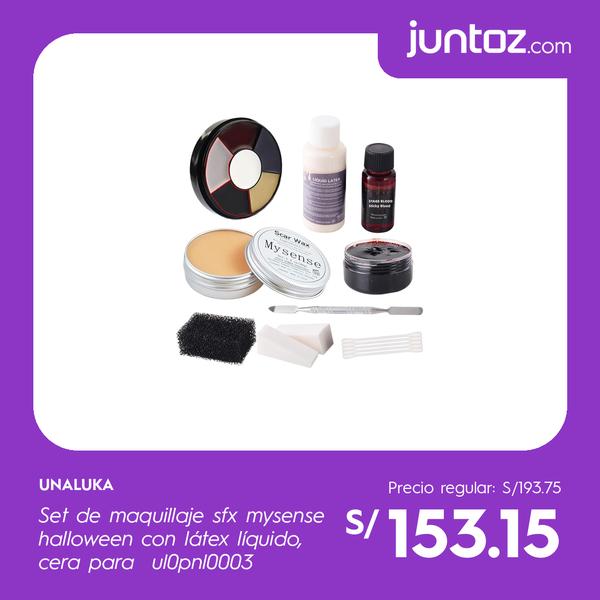 juntoz.com
LIQUID LATEX
STAGE BLOOD
Sticky Blood
Scar Wax
Mysense
UNALUKA
Set de maquillaje sfx mysense
halloween con látex líquido,
cera para ul0pnl0003
Precio regular: S/193.75
S/153.15